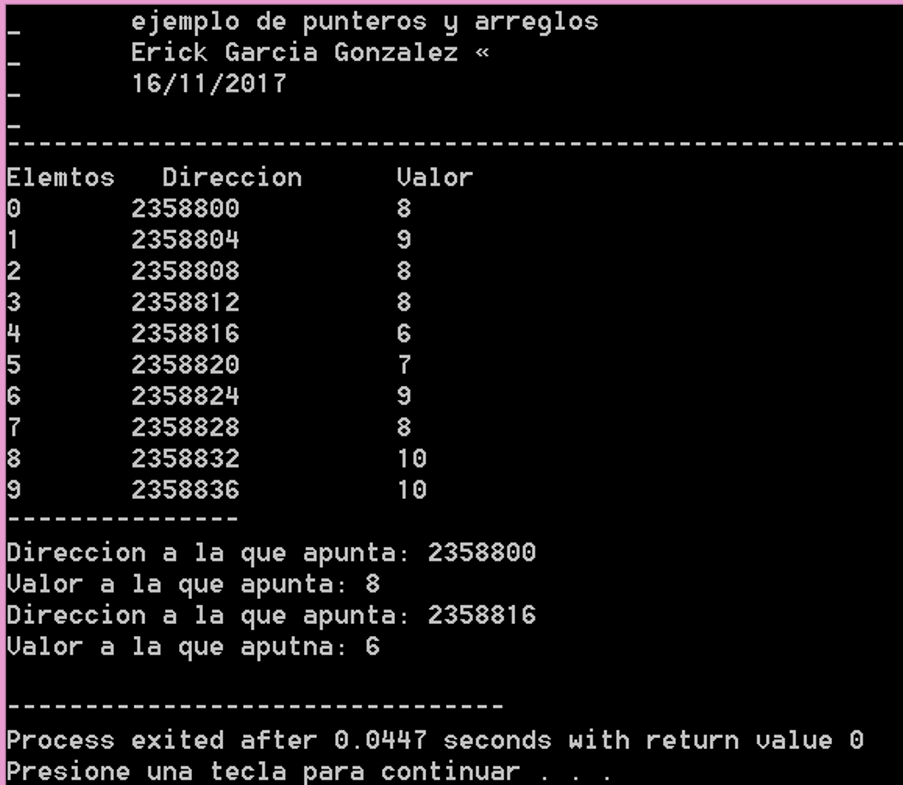 _ ejemplo de punteros y arreglos
_ Erick Garcia Gonzalez «
_ 16/11/2017
_
----------------------------------------------------------
Elemtos Direccion Valor
0 2358800 8
1 2358804 9
2 2358808 8
3 2358812 8
4 2358816 6
5 2358820 7
6 2358824 9
7 2358828 8
8 2358832 10
9 2358836 10
---------------
Direccion a la que apunta: 2358800
Valor a la que apunta: 8
Direccion a la que apunta: 2358816
Valor a la que aputna: 6
--------------------------------
Process exited after 0.0447 seconds with return value 0
Presione una tecla para continuar . . .